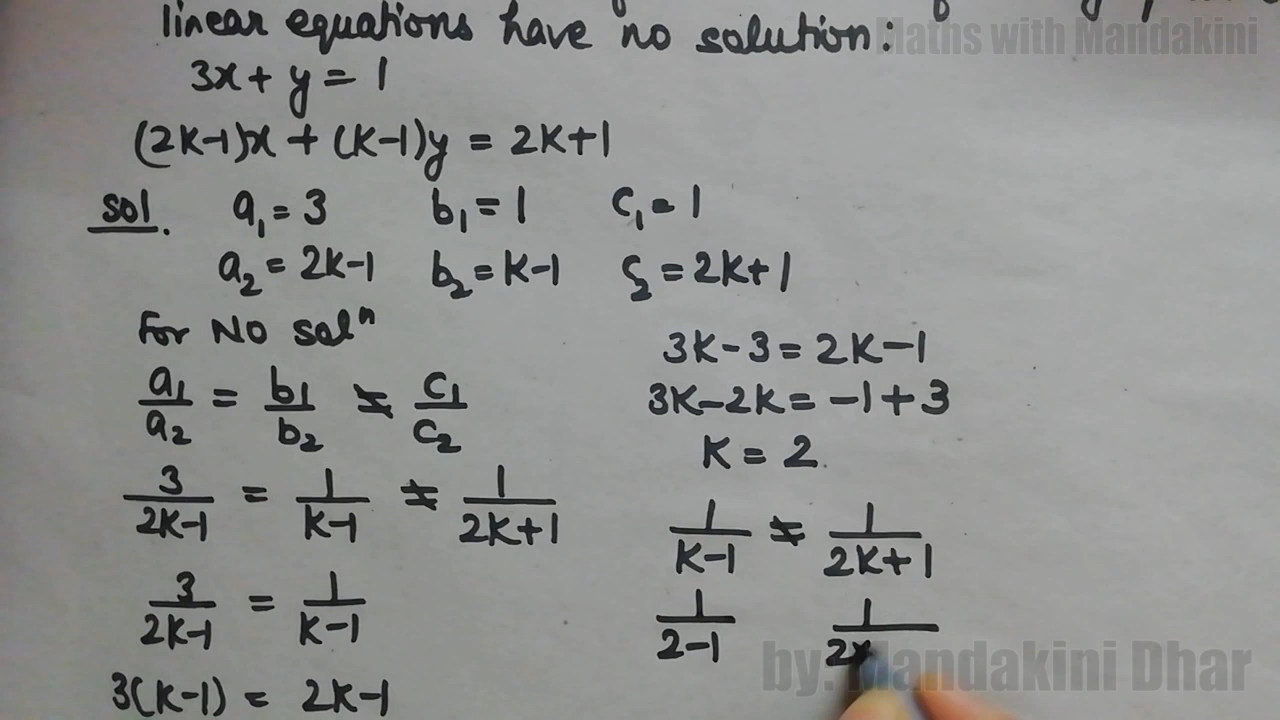 linear equations have no solution:
Maths with Mandakini
3x + y = 1
(2K-1)x + (K-1)y = 2K+1
Sol. a₁ = 3 b₁ = 1 c₁ = 1
a₂ = 2K-1 b₂ = K-1 c₂ = 2K+1
For NO solⁿ
a₁/a₂ = b₁/b₂ ≠ c₁/c₂
3/(2K-1) = 1/(K-1) ≠ 1/(2K+1)
3/(2K-1) = 1/(K-1)
3(K-1) = 2K-1
3K-3 = 2K-1
3K-2K = -1+3
K = 2
1/(K-1) ≠ 1/(2K+1)
1/(2-1) 1/(2×
by: Mandakini Dhar